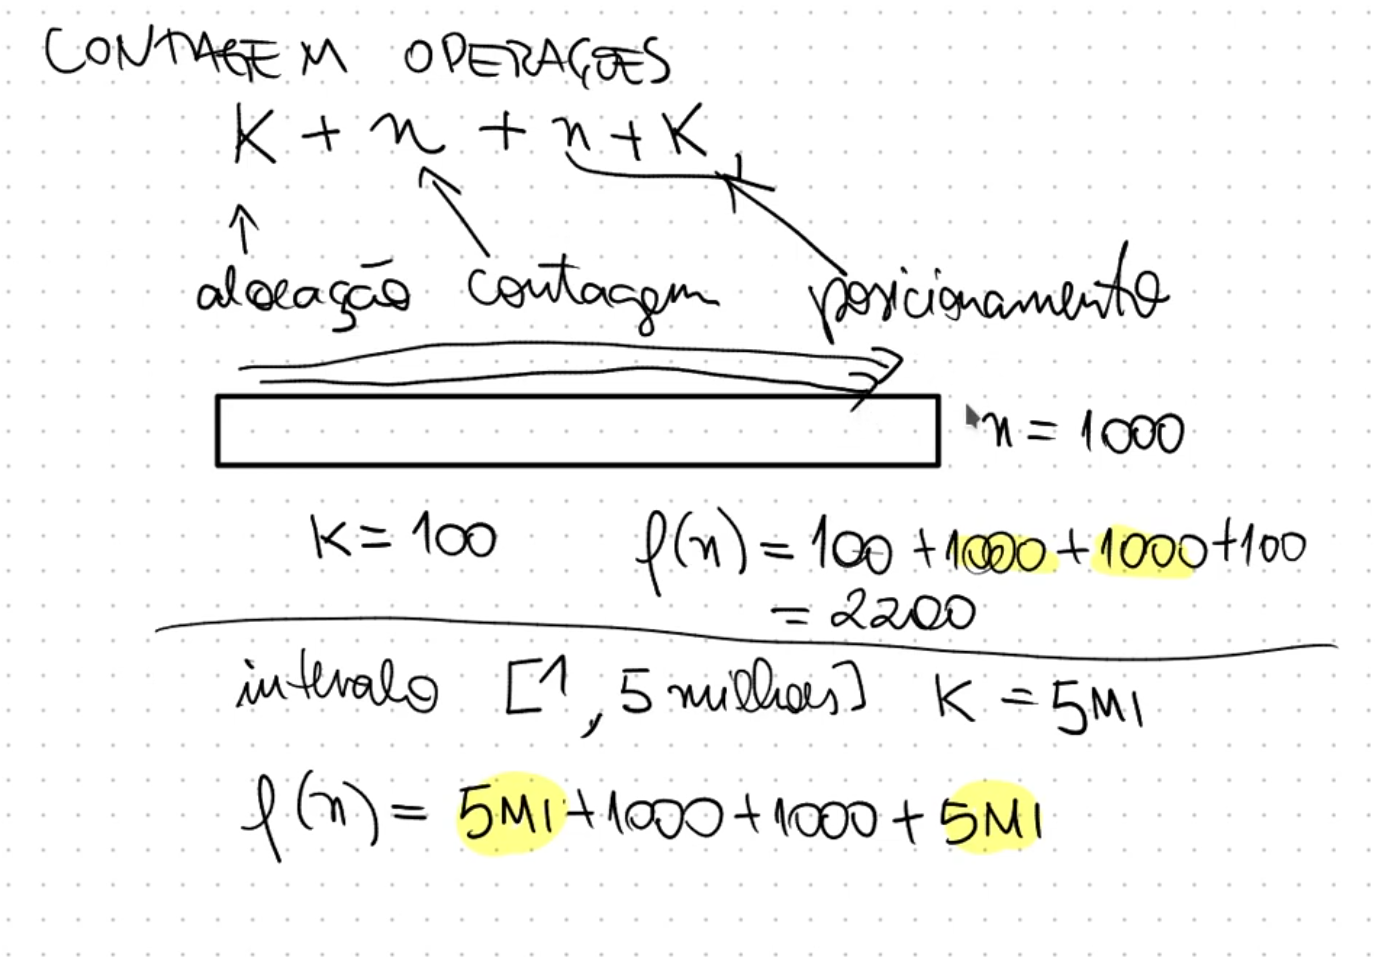 CONTAGEM OPERAÇÕES
K + n + n + K
alocação contagem posicionamento
n = 1000
K = 100 f(n) = 100 + 1000 + 1000 + 100
= 2200
intervalo [1, 5 milhões] K = 5MI
f(n) = 5MI + 1000 + 1000 + 5MI